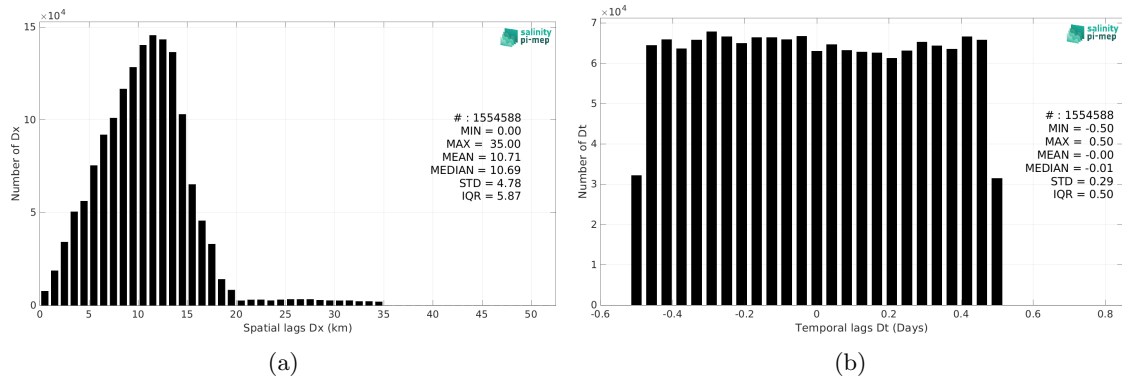 ×10⁴
15
10
5
0
Number of Dx
0 5 10 15 20 25 30 35 40 45 50
Spatial lags Dx (km)
salinity
pi-mep
# : 1554588
MIN = 0.00
MAX = 35.00
MEAN = 10.71
MEDIAN = 10.69
STD = 4.78
IQR = 5.87
(a)
×10⁴
7
6
5
4
3
2
1
0
Number of Dt
-0.6 -0.4 -0.2 0 0.2 0.4 0.6 0.8
Temporal lags Dt (Days)
salinity
pi-mep
# : 1554588
MIN = -0.50
MAX = 0.50
MEAN = -0.00
MEDIAN = -0.01
STD = 0.29
IQR = 0.50
(b)